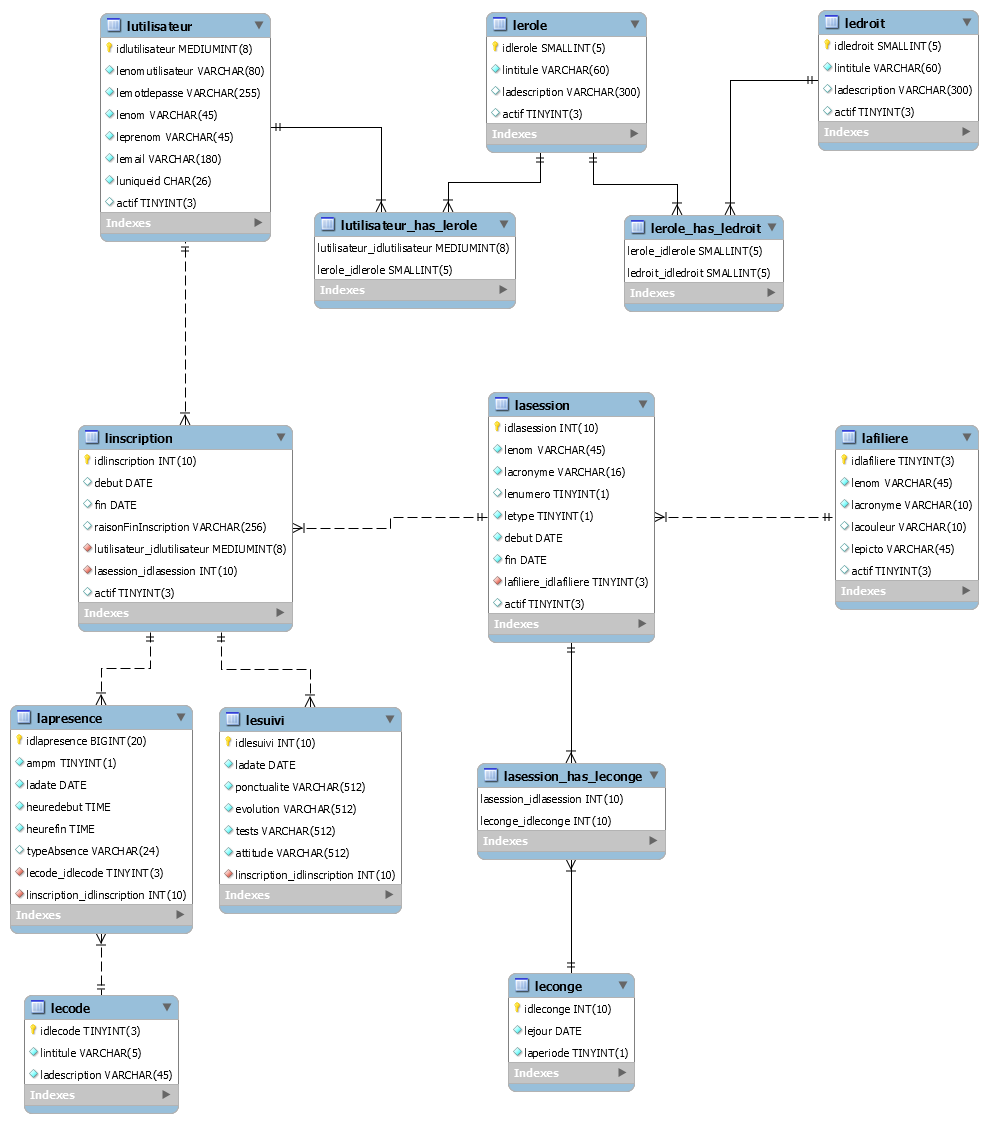 lutilisateur
idlutilisateur MEDIUMINT(8)
lenomutilisateur VARCHAR(80)
lemotdepasse VARCHAR(255)
lenom VARCHAR(45)
leprenom VARCHAR(45)
lemail VARCHAR(180)
luniqueid CHAR(26)
actif TINYINT(3)
Indexes
lerole
idlerole SMALLINT(5)
lintitule VARCHAR(60)
ladescription VARCHAR(300)
actif TINYINT(3)
Indexes
ledroit
idledroit SMALLINT(5)
lintitule VARCHAR(60)
ladescription VARCHAR(300)
actif TINYINT(3)
Indexes
lutilisateur_has_lerole
lutilisateur_idlutilisateur MEDIUMINT(8)
lerole_idlerole SMALLINT(5)
Indexes
lerole_has_ledroit
lerole_idlerole SMALLINT(5)
ledroit_idledroit SMALLINT(5)
Indexes
linscription
idlinscription INT(10)
debut DATE
fin DATE
raisonFinInscription VARCHAR(256)
lutilisateur_idlutilisateur MEDIUMINT(8)
lasession_idlasession INT(10)
actif TINYINT(3)
Indexes
lasession
idlasession INT(10)
lenom VARCHAR(45)
lacronyme VARCHAR(16)
lenumero TINYINT(1)
letype TINYINT(1)
debut DATE
fin DATE
lafiliere_idlafiliere TINYINT(3)
actif TINYINT(3)
Indexes
lafiliere
idlafiliere TINYINT(3)
lenom VARCHAR(45)
lacronyme VARCHAR(10)
lacouleur VARCHAR(10)
lepicto VARCHAR(45)
actif TINYINT(3)
Indexes
lapresence
idlapresence BIGINT(20)
ampm TINYINT(1)
ladate DATE
heuredebut TIME
heurefin TIME
typeAbsence VARCHAR(24)
lecode_idlecode TINYINT(3)
linscription_idlinscription INT(10)
Indexes
lesuivi
idlesuivi INT(10)
ladate DATE
ponctualite VARCHAR(512)
evolution VARCHAR(512)
tests VARCHAR(512)
attitude VARCHAR(512)
linscription_idlinscription INT(10)
Indexes
lasession_has_leconge
lasession_idlasession INT(10)
leconge_idleconge INT(10)
Indexes
lecode
idlecode TINYINT(3)
lintitule VARCHAR(5)
ladescription VARCHAR(45)
Indexes
leconge
idleconge INT(10)
lejour DATE
laperiode TINYINT(1)
Indexes